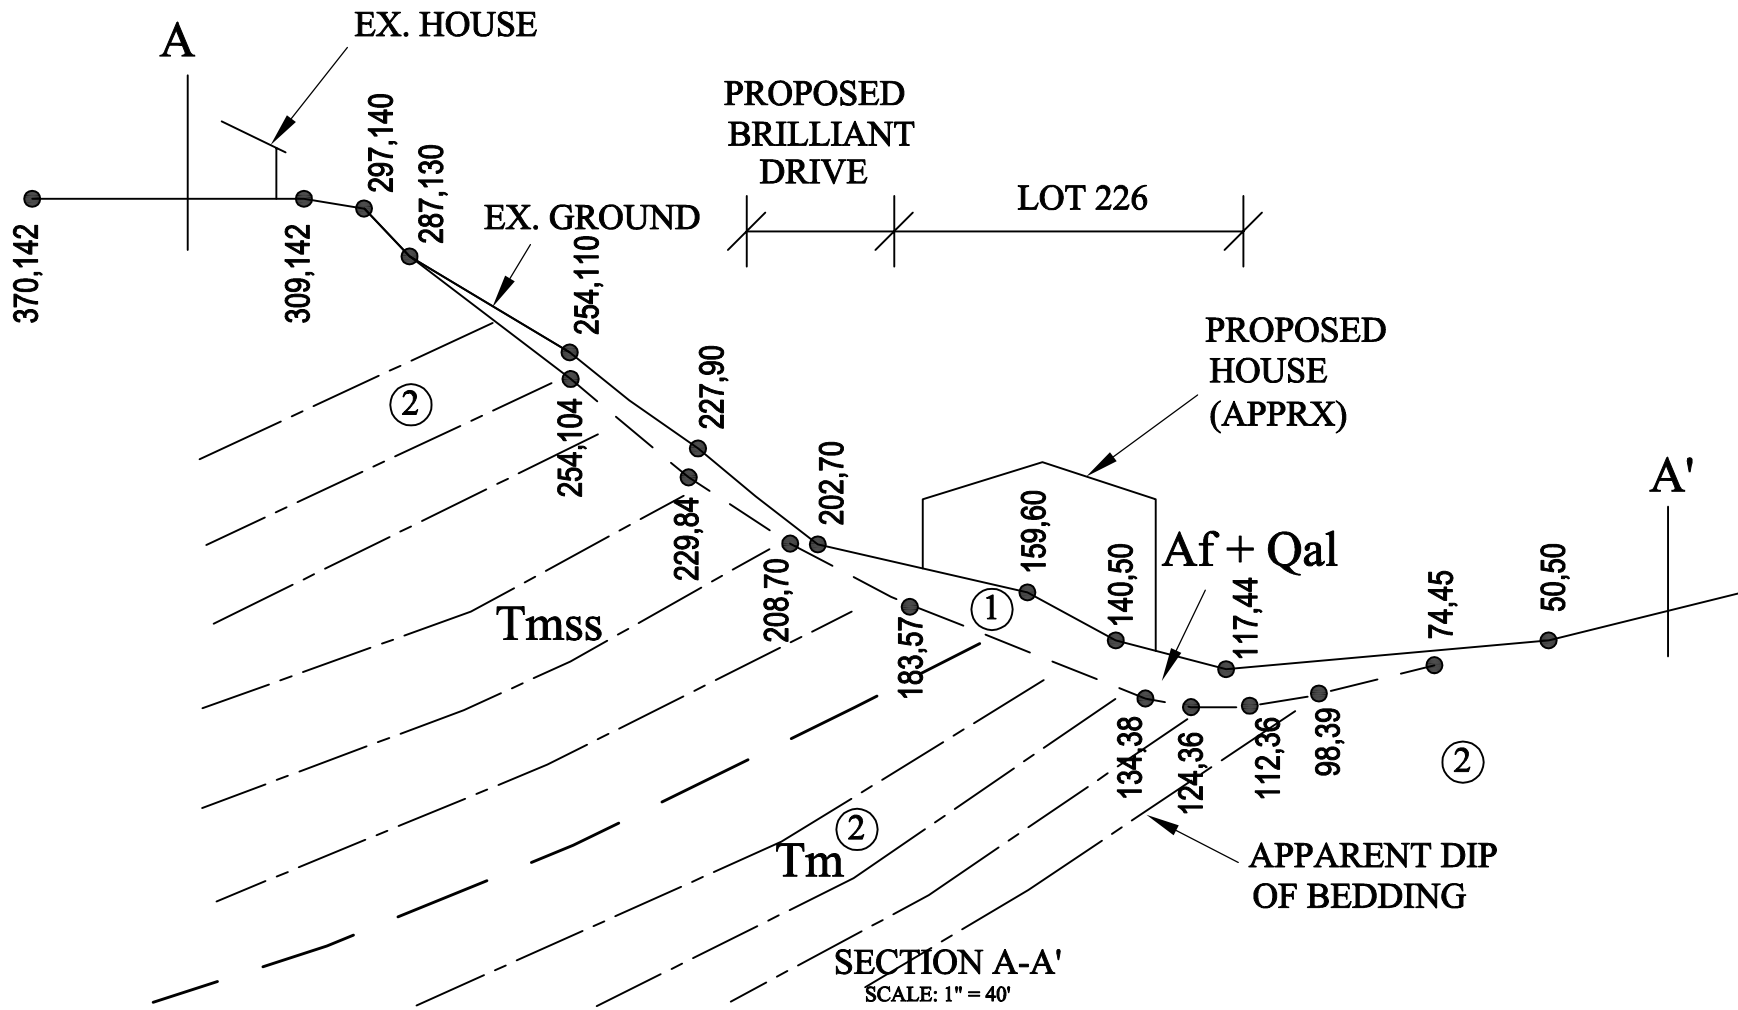 A
EX. HOUSE
297,140
287,130
370,142
309,142
EX. GROUND
254,110
PROPOSED
BRILLIANT
DRIVE
LOT 226
PROPOSED
HOUSE
(APPRX)
2
254,104
227,90
229,84
202,70
208,70
159,60
140,50
Af + Qal
A'
117,44
74,45
50,50
1
Tmss
183,57
134,38
124,36
112,36
98,39
2
2
Tm
APPARENT DIP
OF BEDDING
SECTION A-A'
SCALE: 1" = 40'